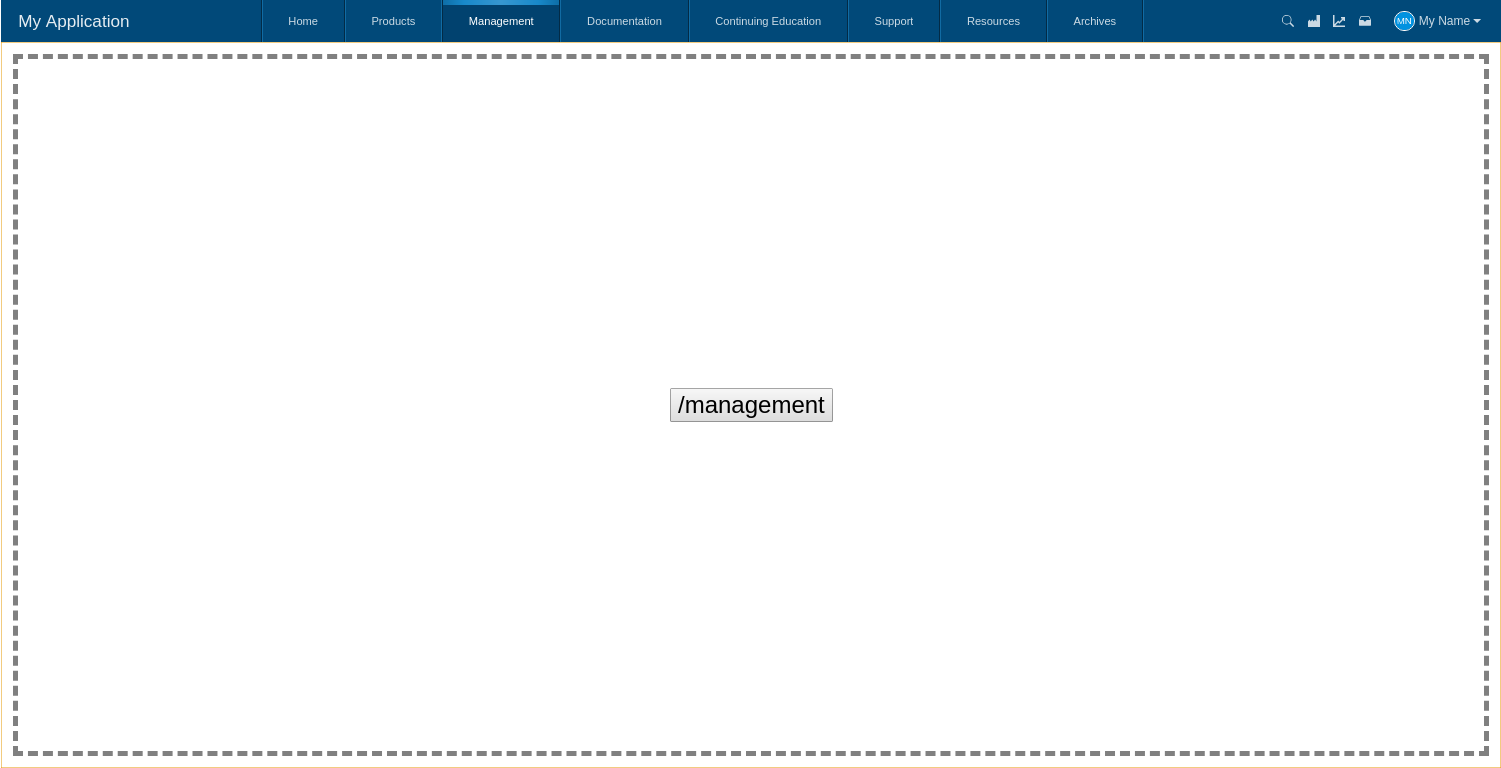 My Application
Home
Products
Management
Documentation
Continuing Education
Support
Resources
Archives
MN
My Name
/management